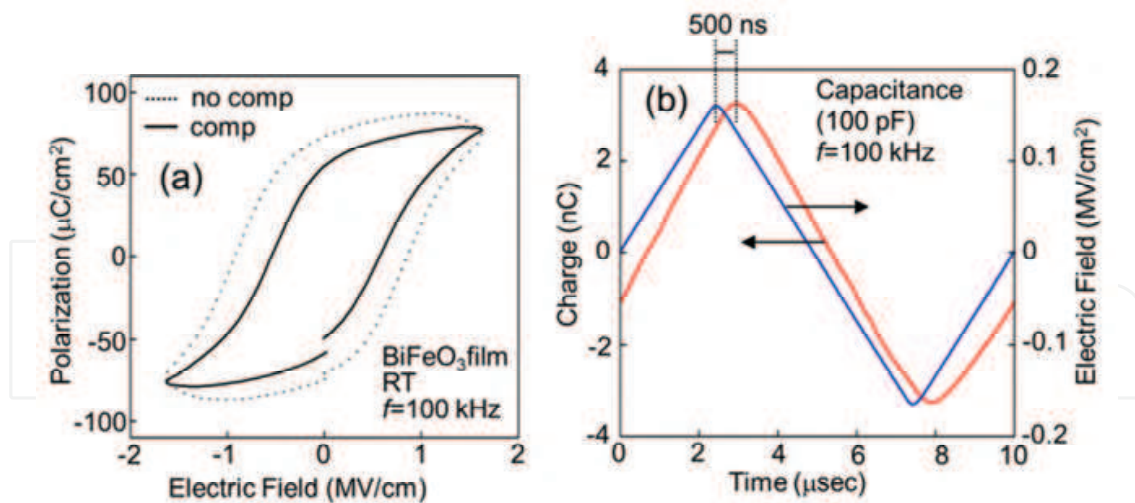 500 ns
100
50
0
-50
-100
Polarization (μC/cm²)
no comp
comp
(a)
BiFeO₃film
RT
f=100 kHz
-2
-1
0
1
2
Electric Field (MV/cm)
4
2
0
-2
-4
Charge (nC)
(b)
Capacitance
(100 pF)
f=100 kHz
0.2
0.1
0
-0.1
-0.2
Electric Field (MV/cm²)
0
2
4
6
8
10
Time (μsec)